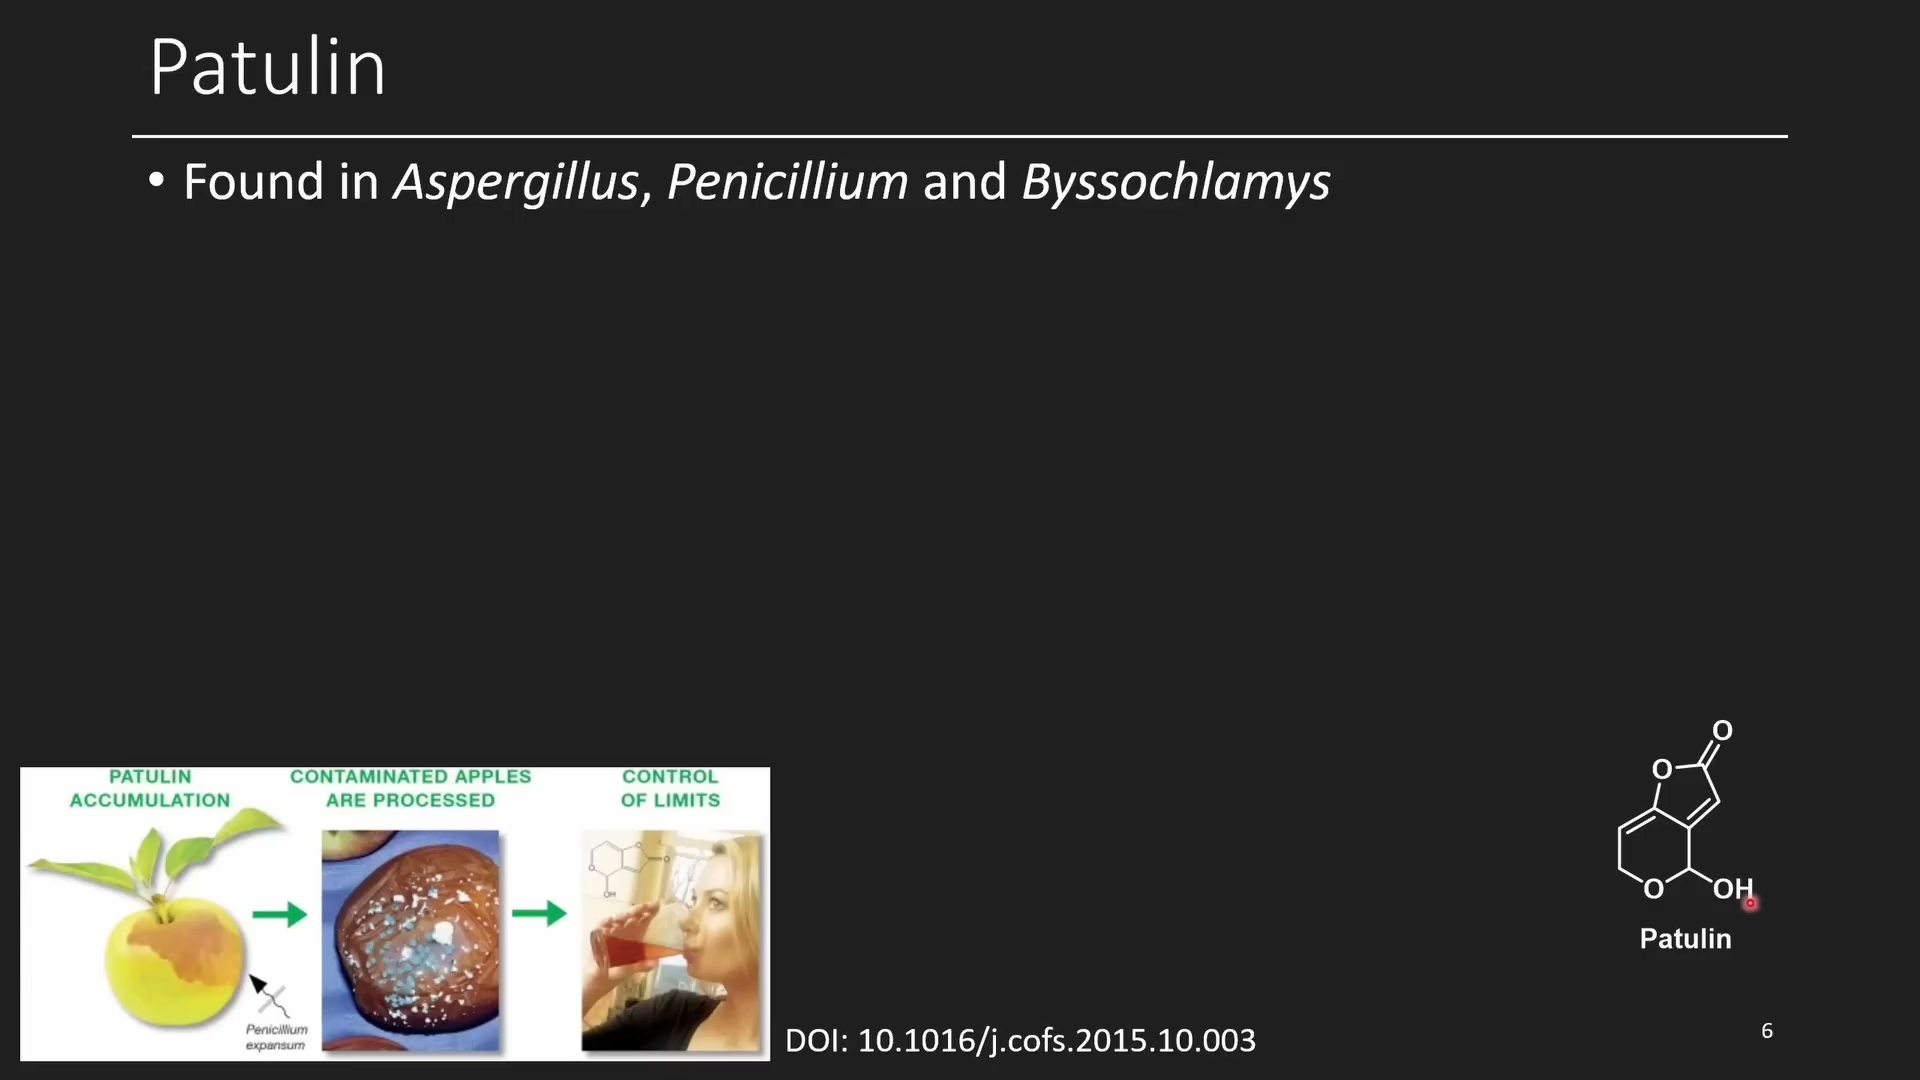 Patulin
• Found in Aspergillus, Penicillium and Byssochlamys
PATULIN
ACCUMULATION
CONTAMINATED APPLES
ARE PROCESSED
CONTROL
OF LIMITS
Penicillium
expansum
O
O
O
OH
O
O
O
OH
Patulin
DOI: 10.1016/j.cofs.2015.10.003
6